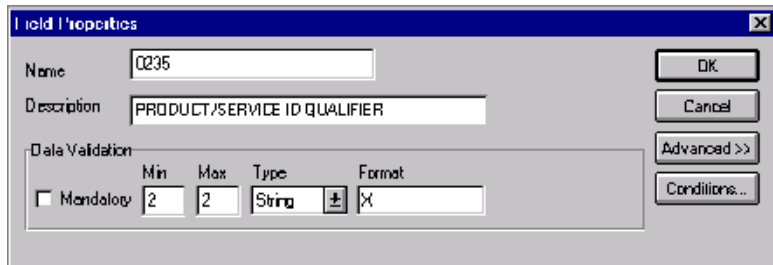 Field Properties
Name 0235 OK
Description PRODUCT/SERVICE ID QUALIFIER Cancel
Data Validation Advanced >>
Min Max Type Format
Mandatory 2 2 String X Conditions...